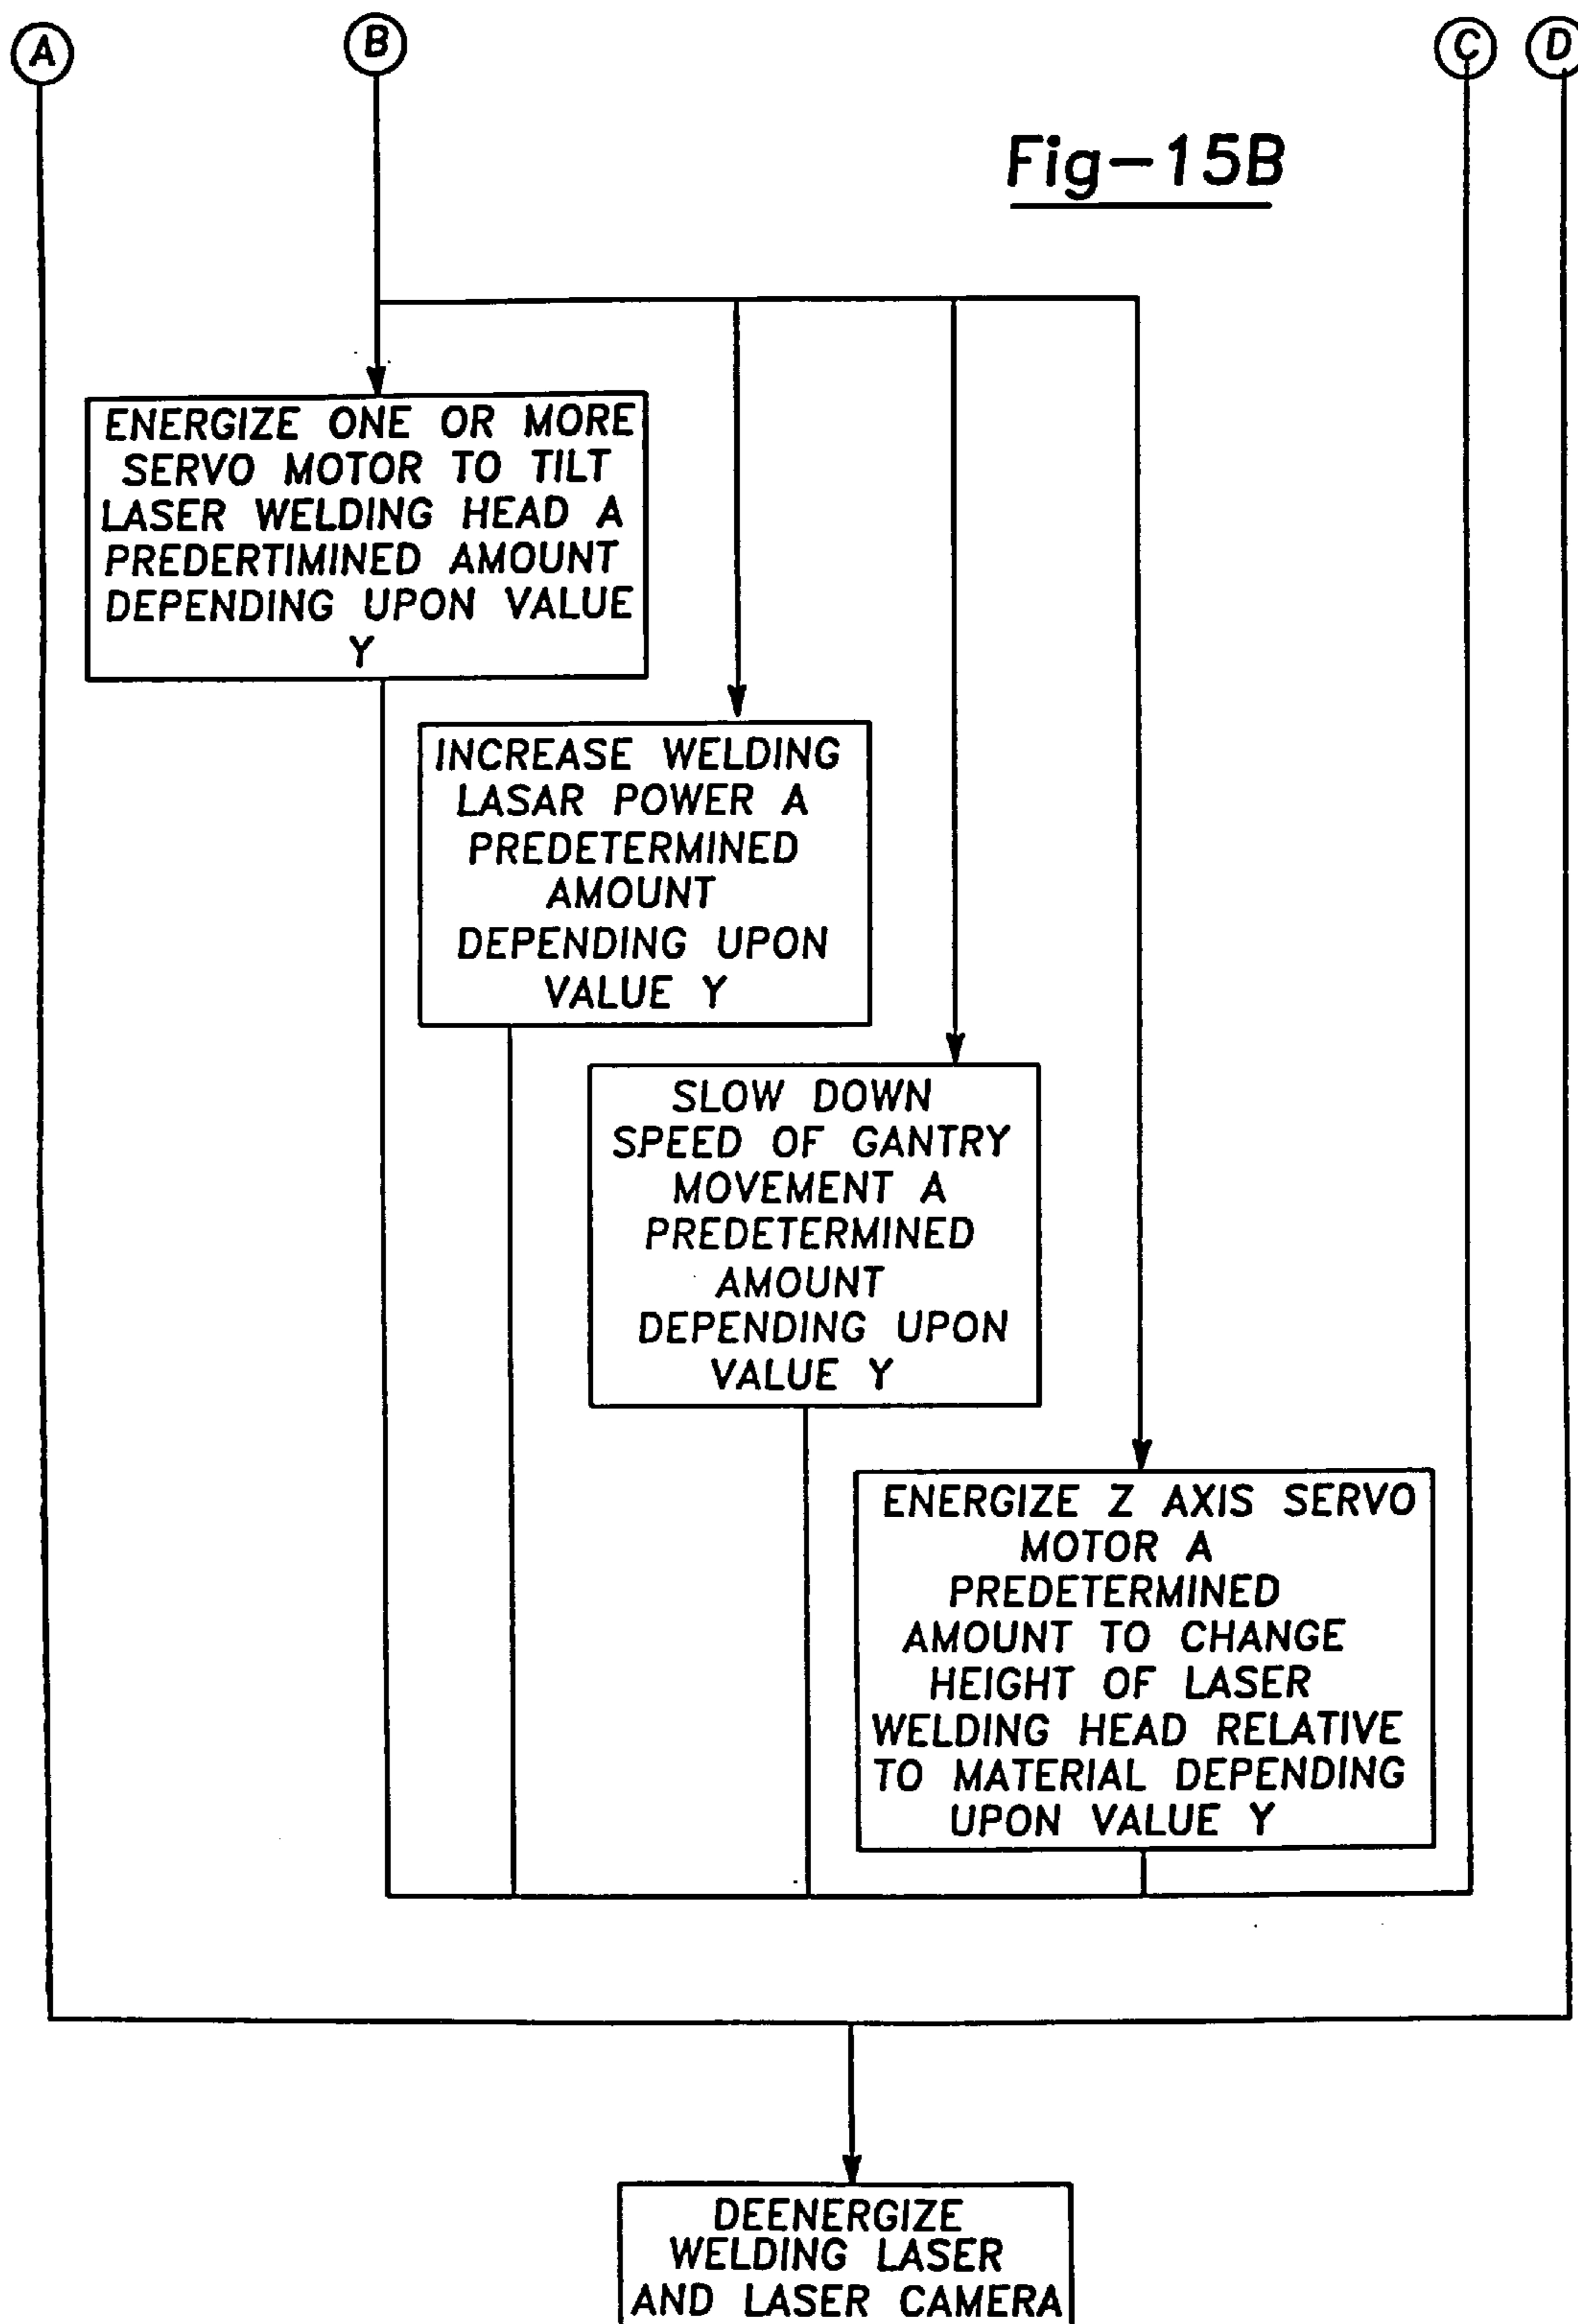 A
B
C
D
Fig-15B
ENERGIZE ONE OR MORE
SERVO MOTOR TO TILT
LASER WELDING HEAD A
PREDERTIMINED AMOUNT
DEPENDING UPON VALUE
Y
INCREASE WELDING
LASAR POWER A
PREDETERMINED
AMOUNT
DEPENDING UPON
VALUE Y
SLOW DOWN
SPEED OF GANTRY
MOVEMENT A
PREDETERMINED
AMOUNT
DEPENDING UPON
VALUE Y
ENERGIZE Z AXIS SERVO
MOTOR A
PREDETERMINED
AMOUNT TO CHANGE
HEIGHT OF LASER
WELDING HEAD RELATIVE
TO MATERIAL DEPENDING
UPON VALUE Y
DEENERGIZE
WELDING LASER
AND LASER CAMERA